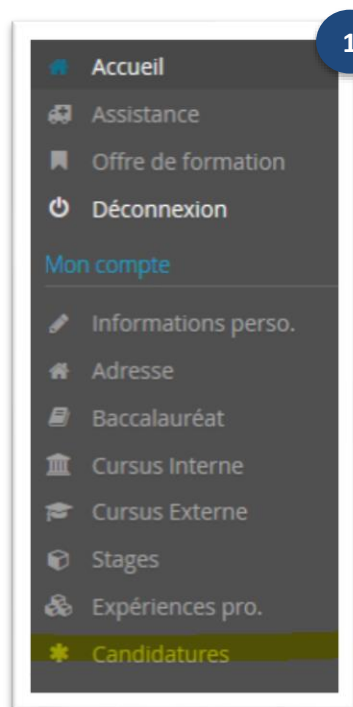 1
Accueil
Assistance
Offre de formation
Déconnexion
Mon compte
Informations perso.
Adresse
Baccalauréat
Cursus Interne
Cursus Externe
Stages
Expériences pro.
Candidatures